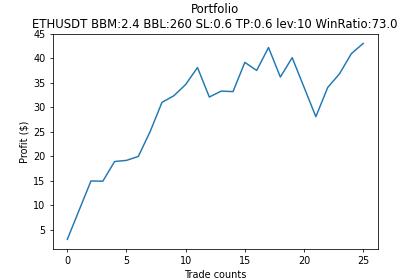 Portfolio
ETHUSDT BBM:2.4 BBL:260 SL:0.6 TP:0.6 lev:10 WinRatio:73.0
Profit ($)
45
40
35
30
25
20
15
10
5
0 5 10 15 20 25
Trade counts